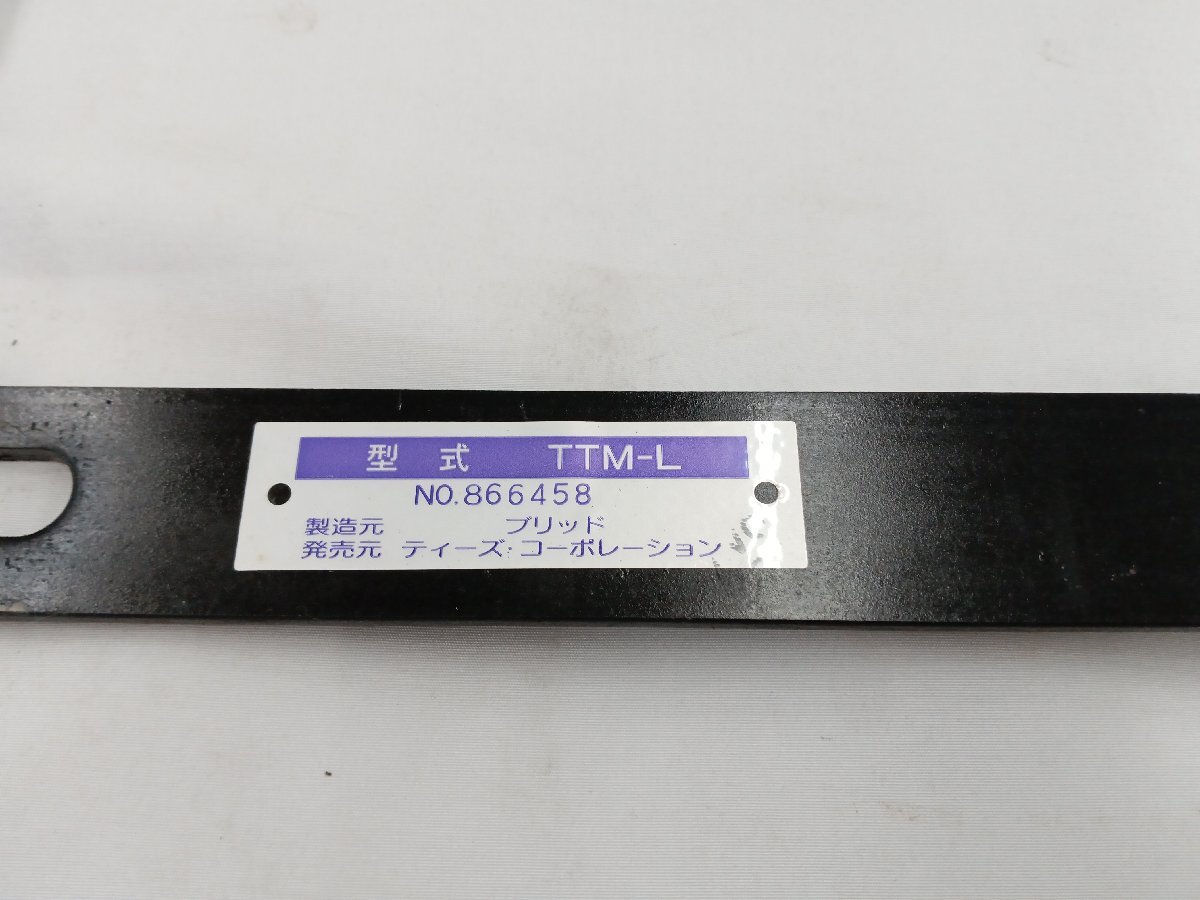 型 式 TTM-L
NO.866458
製造元 ブリッド
発売元 ティーズ・コーポレーション